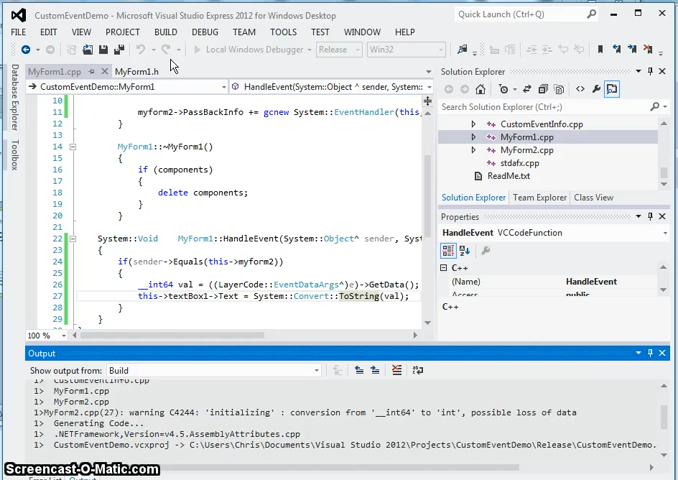 CustomEventDemo - Microsoft Visual Studio 2012 for Windows Desktop
Quick Launch (Ctrl+Q)
FILE EDIT VIEW PROJECT BUILD DEBUG TEAM TOOLS TEST WINDOW HELP
Local Windows Debugger Release Win32
Database Explorer
Toolbox
MyForm1.cpp MyForm1.h
CustomEventDemo::MyForm1 HandleEvent(System::Object ^ sender, System::
10
11 myform2->PassBackInfo += gcnew System::EventHandler(this,
12 }
13
14 MyForm1::~MyForm1()
15 {
16 if (components)
17 {
18 delete components;
19 }
20 }
21
22 System::Void MyForm1::HandleEvent(System::Object^ sender, Syst
23 {
24 if(sender->Equals(this->myform2))
25 {
26 __int64 val = ((LayerCode::EventDataArgs^)e)->GetData();
27 this->textBox1->Text = System::Convert::ToString(val);
28 }
29 }
100 %
Solution Explorer
Search Solution Explorer (Ctrl+;)
CustomEventInfo.cpp
MyForm1.cpp
MyForm2.cpp
stdafx.cpp
ReadMe.txt
Solution Explorer Team Explorer Class View
Properties
HandleEvent VCCodeFunction
C++
(Name) HandleEvent
Access public
C++
Output
Show output from: Build
1> CustomEventInfo.cpp
1> MyForm1.cpp
1> MyForm2.cpp
1>MyForm2.cpp(27): warning C4244: 'initializing' : conversion from '__int64' to 'int', possible loss of data
1> Generating Code...
1> .NETFramework,Version=v4.5.AssemblyAttributes.cpp
1> CustomEventDemo.vcxproj -> C:\Users\Chris\Documents\Visual Studio 2012\Projects\CustomEventDemo\Release\CustomEventDemo.
Error List Output
Screencast-O-Matic.com